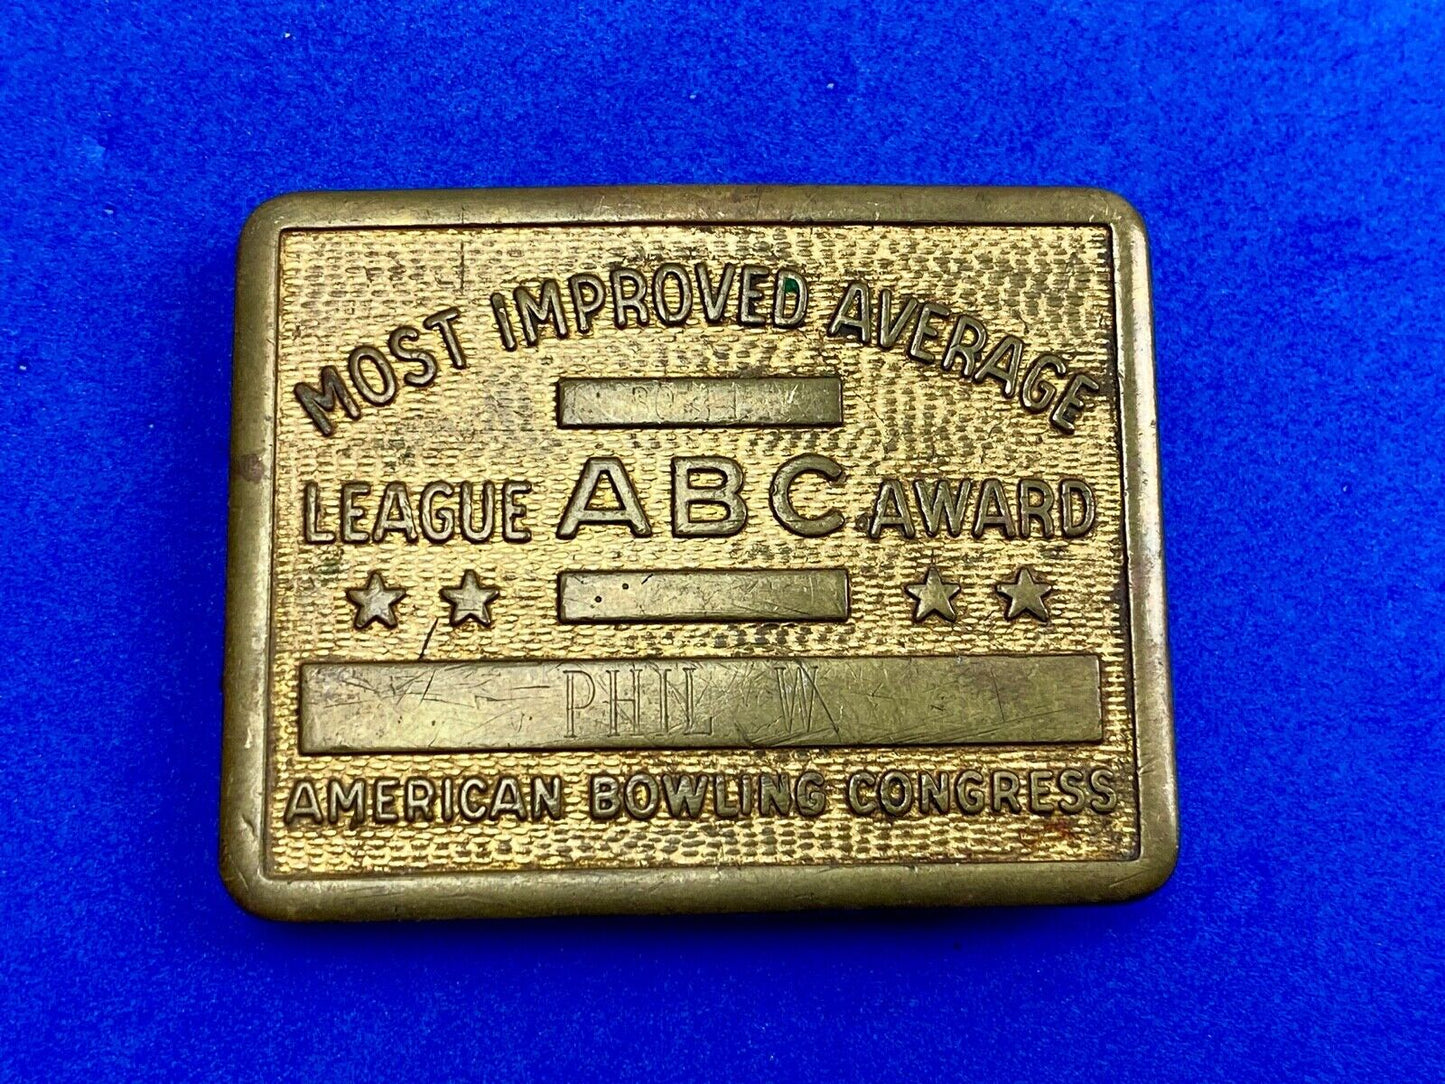 MOST IMPROVED AVERAGE
LEAGUE ABC AWARD
PHIL W
AMERICAN BOWLING CONGRESS